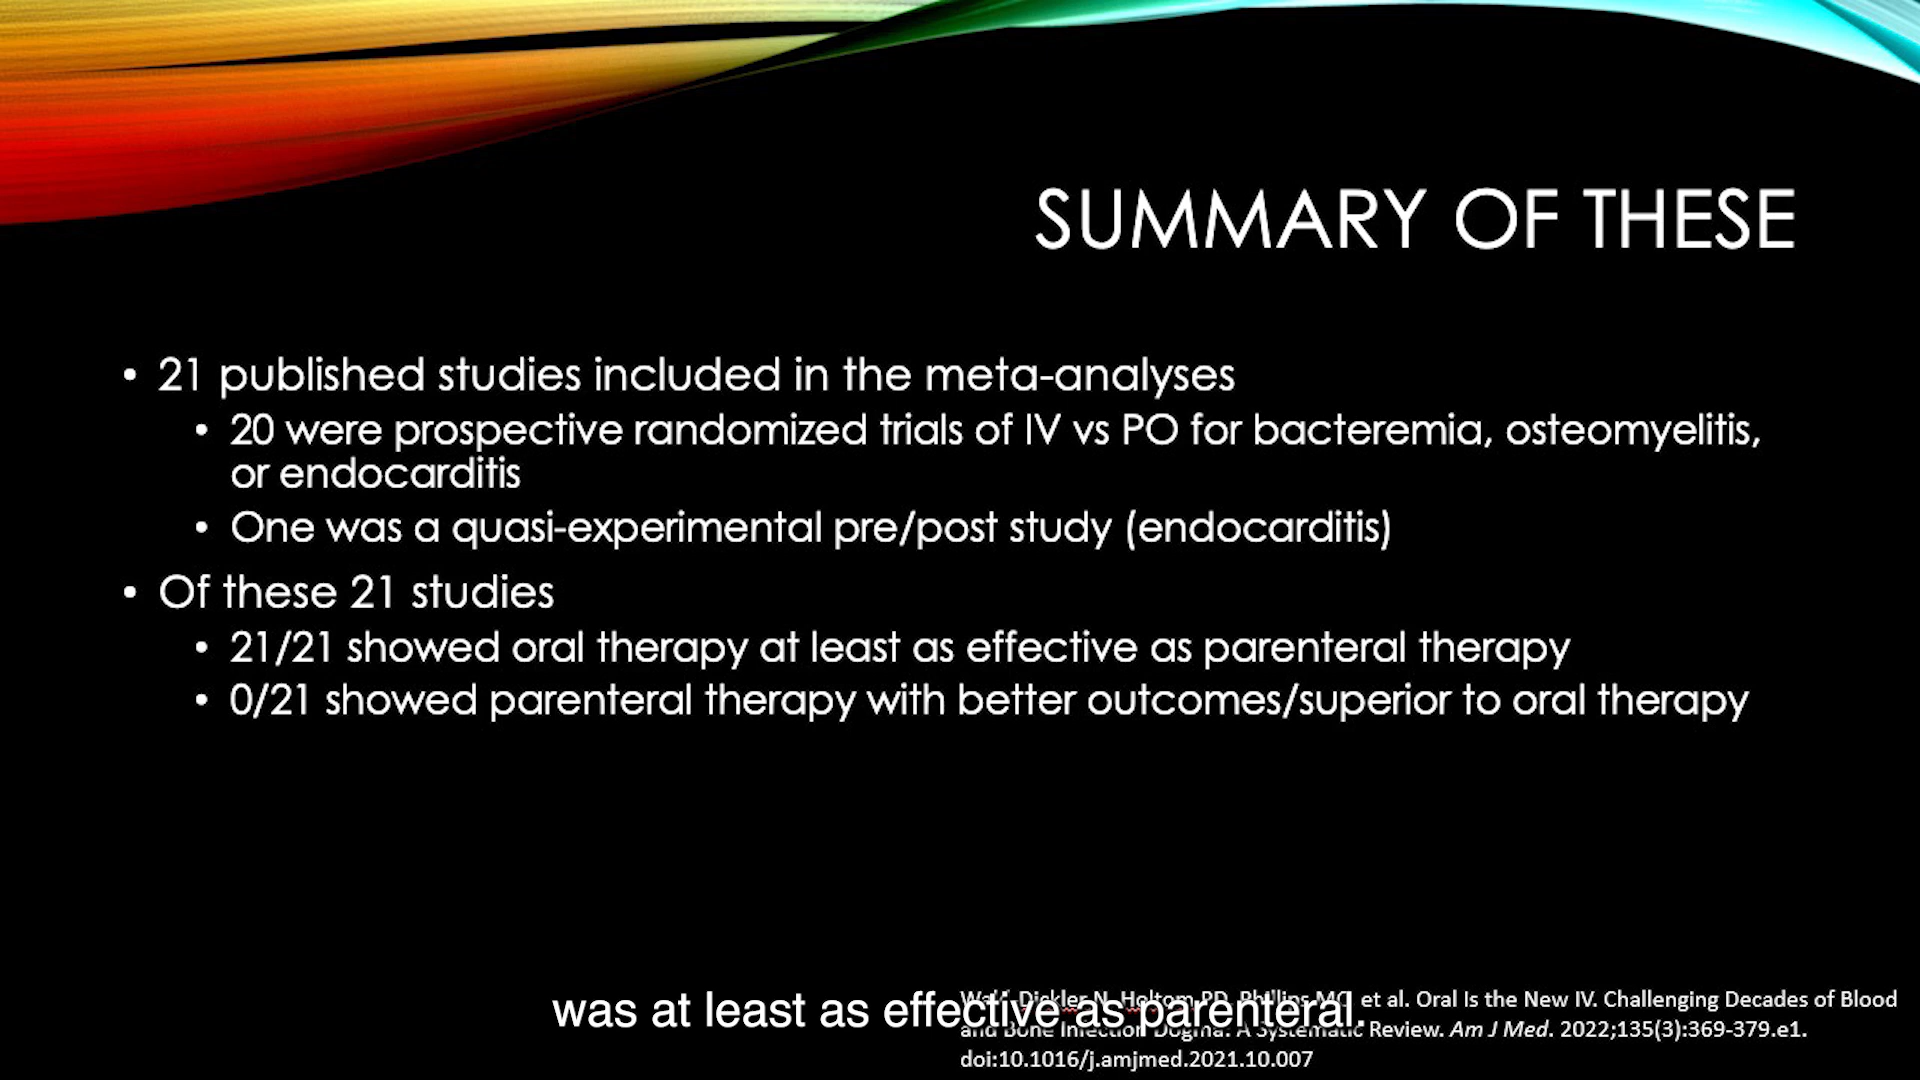 SUMMARY OF THESE
• 21 published studies included in the meta-analyses
• 20 were prospective randomized trials of IV vs PO for bacteremia, osteomyelitis,
or endocarditis
• One was a quasi-experimental pre/post study (endocarditis)
• Of these 21 studies
• 21/21 showed oral therapy at least as effective as parenteral therapy
• 0/21 showed parenteral therapy with better outcomes/superior to oral therapy
Dickler N, Holtom PD, Phillips MC, et al. Oral Is the New IV. Challenging Decades of Blood
and Bone Infection Dogma: A Systematic Review. Am J Med. 2022;135(3):369-379.e1.
doi:10.1016/j.amjmed.2021.10.007
was at least as effective as parenteral.